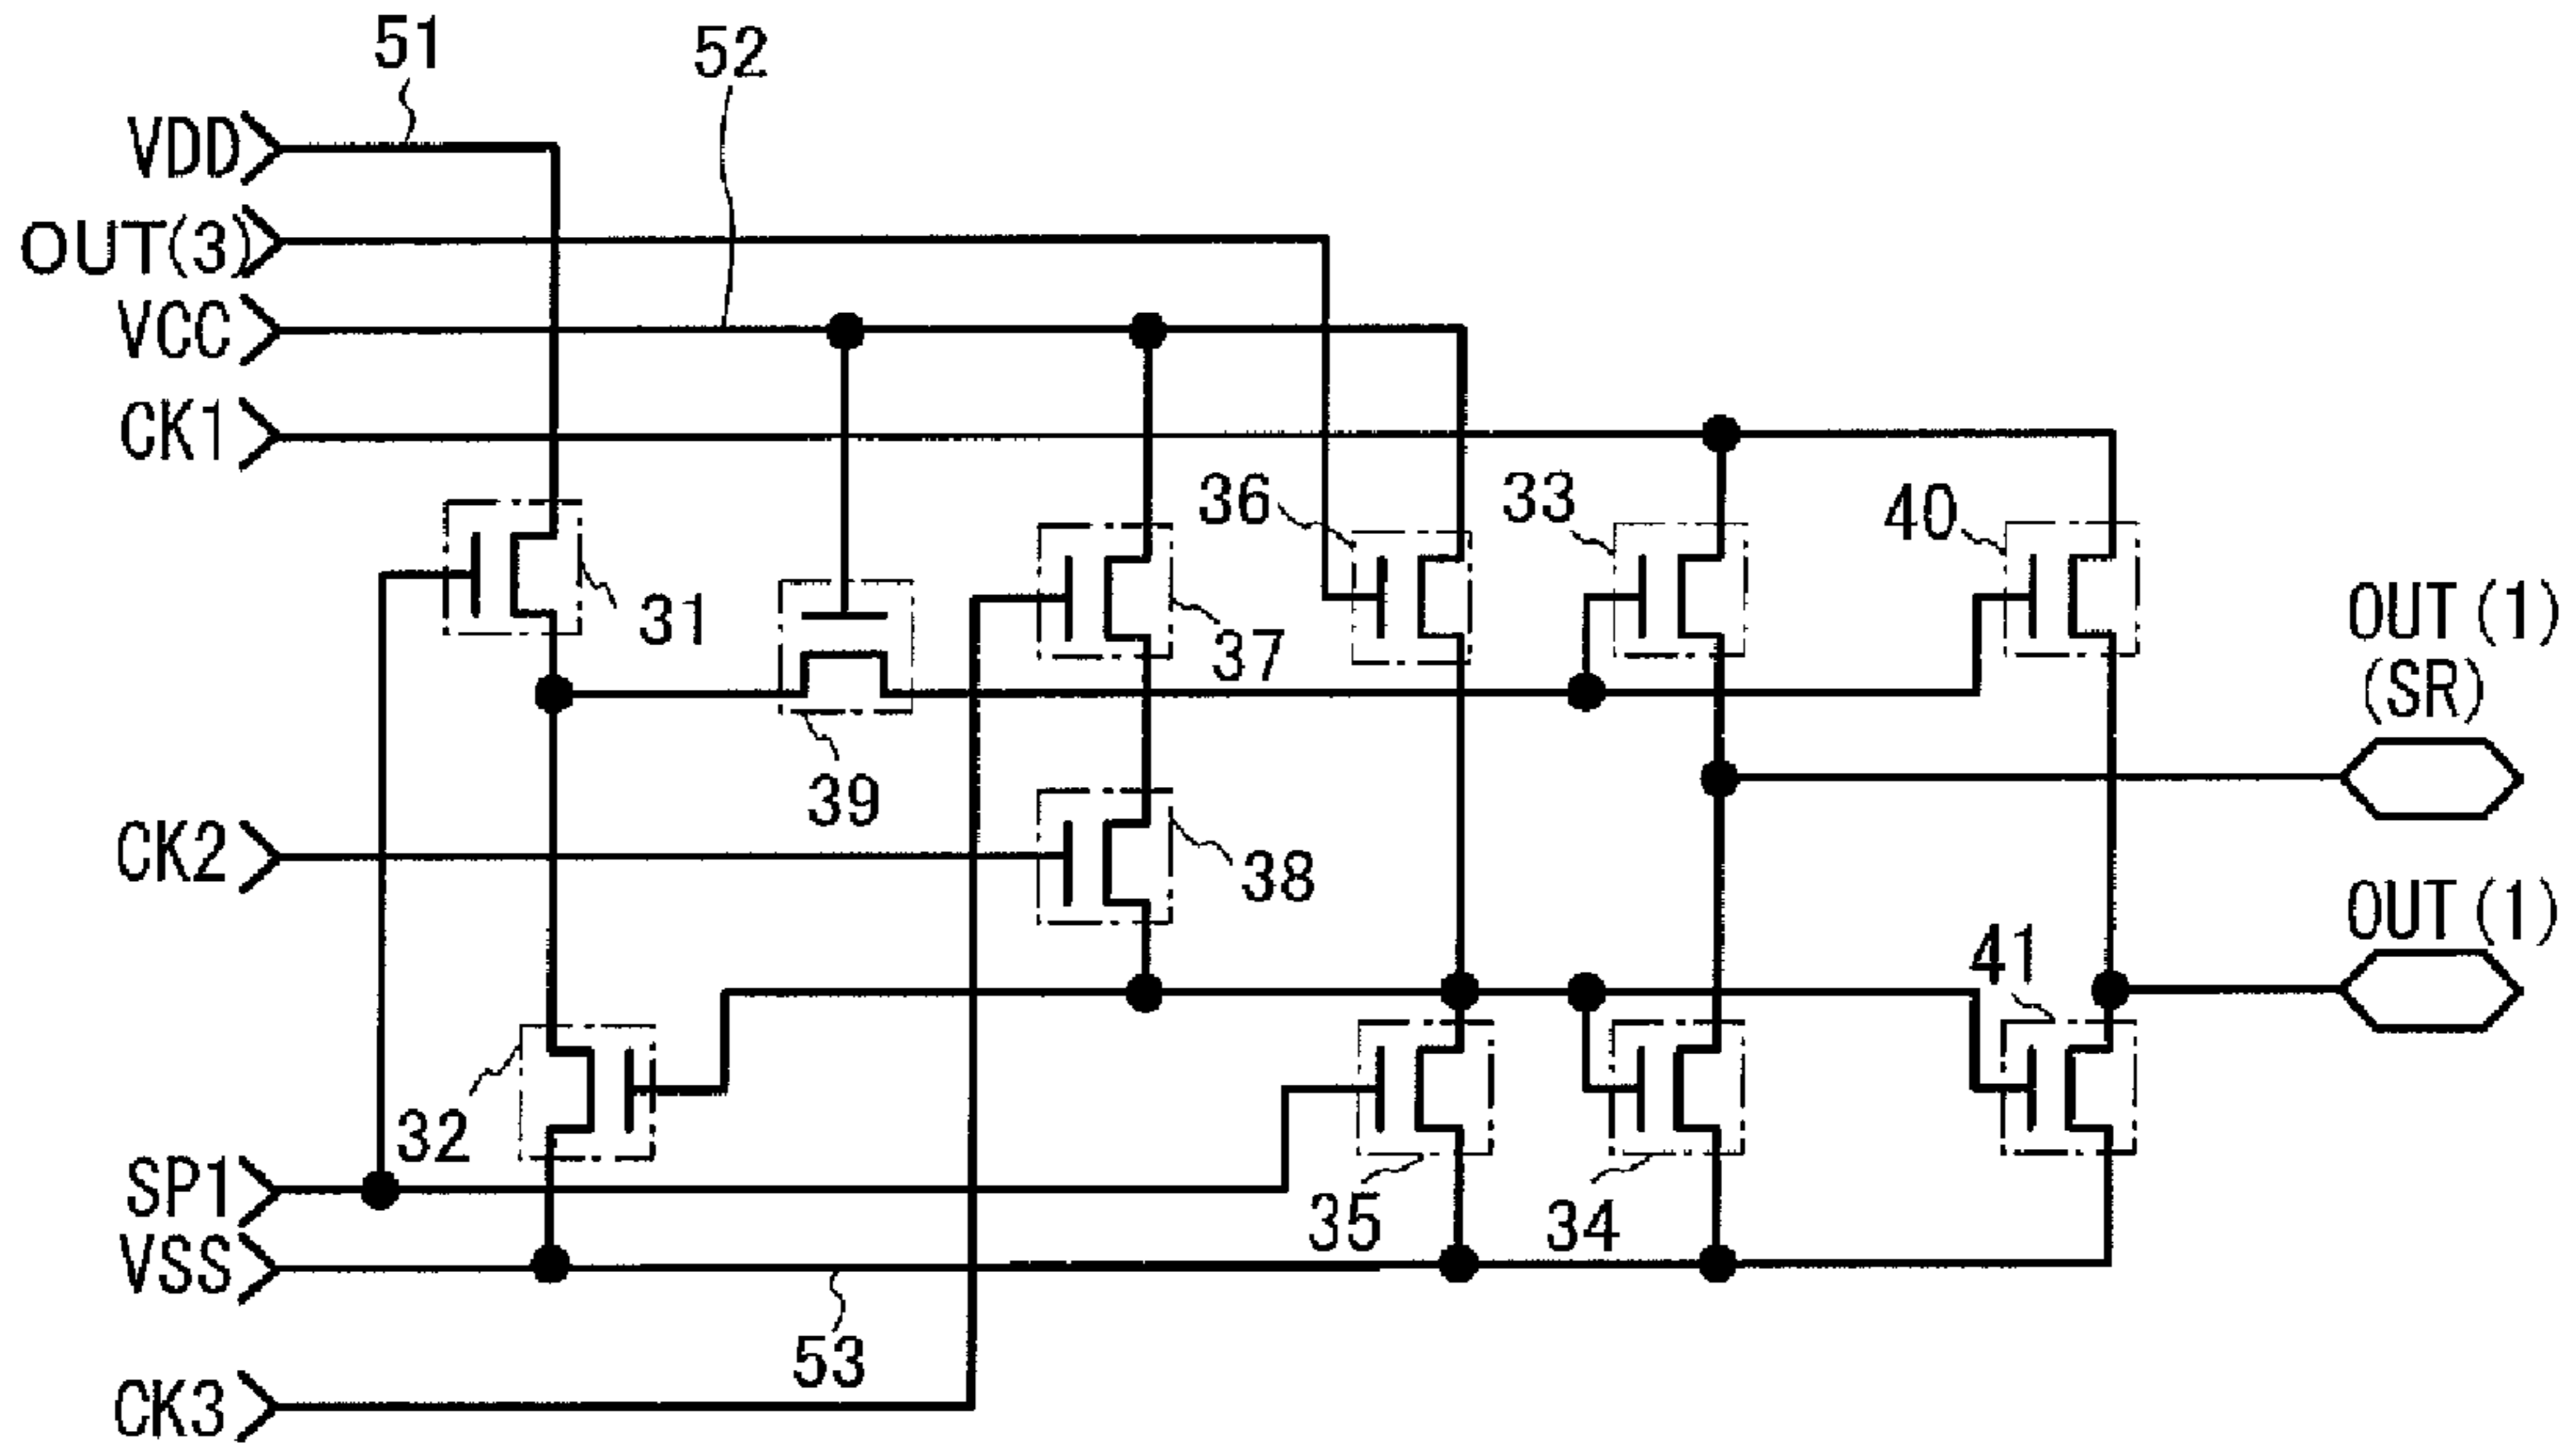 51
52
VDD
OUT(3)
VCC
CK1
36
33
40
31
37
OUT (1)
(SR)
39
CK2
38
OUT (1)
41
32
SP1
35
34
VSS
53
CK3